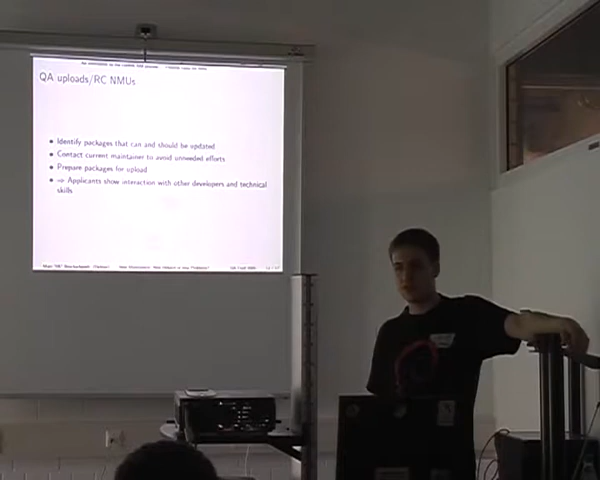 QA uploads/RC NMUs
Identify packages that can and should be updated
Contact current maintainer to avoid unneeded efforts
Prepare packages for upload
⇒ Applicants show interaction with other developers and technical
skills